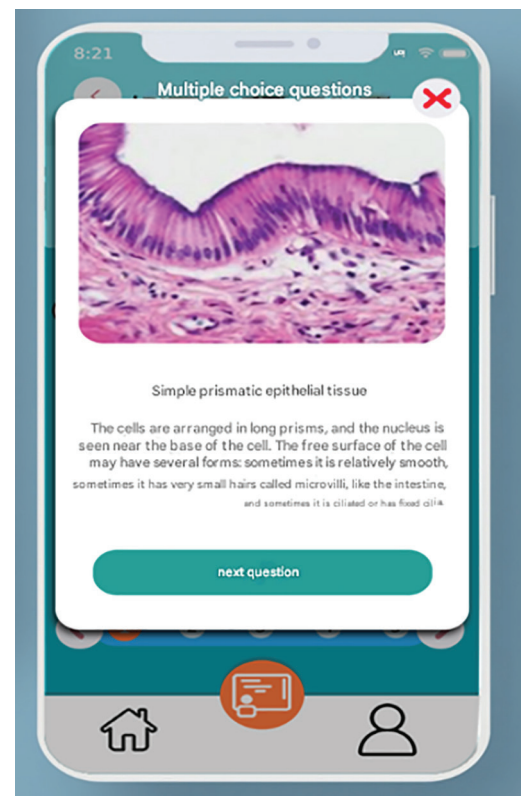 8:21
Multiple choice questions
Simple prismatic epithelial tissue
The cells are arranged in long prisms, and the nucleus is
seen near the base of the cell. The free surface of the cell
may have several forms: sometimes it is relatively smooth,
sometimes it has very small hairs called microvilli, like the intestine,
and sometimes it is ciliated or has fixed cilia.
next question